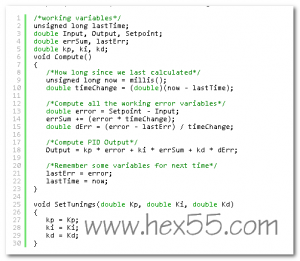 1 /*working variables*/
2 unsigned long lastTime;
3 double Input, Output, Setpoint;
4 double errSum, lastErr;
5 double kp, ki, kd;
6 void Compute()
7 {
8 /*How long since we last calculated*/
9 unsigned long now = millis();
10 double timeChange = (double)(now - lastTime);
11
12 /*Compute all the working error variables*/
13 double error = Setpoint - Input;
14 errSum += (error * timeChange);
15 double dErr = (error - lastErr) / timeChange;
16
17 /*Compute PID Output*/
18 Output = kp * error + ki * errSum + kd * dErr;
19
20 /*Remember some variables for next time*/
21 lastErr = error;
22 lastTime = now;
23 }
24
25 void SetTunings(double Kp, double Ki, double Kd)
26 {
27 kp = Kp;
28 ki = Ki;
29 kd = Kd;
30 }
www.hex55.com